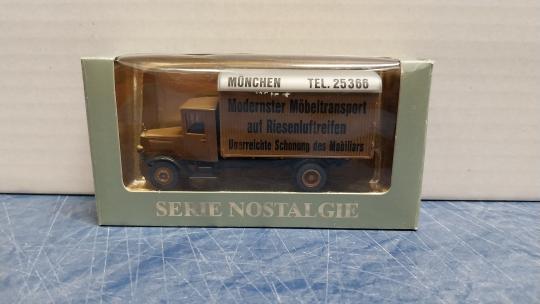 MÜNCHEN TEL. 25366
Modernster Möbeltransport
auf Riesenluftreifen
Unerreichte Schonung des Mobiliars
SERIE NOSTALGIE